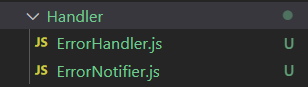 Handler
JS ErrorHandler.js U
JS ErrorNotifier.js U